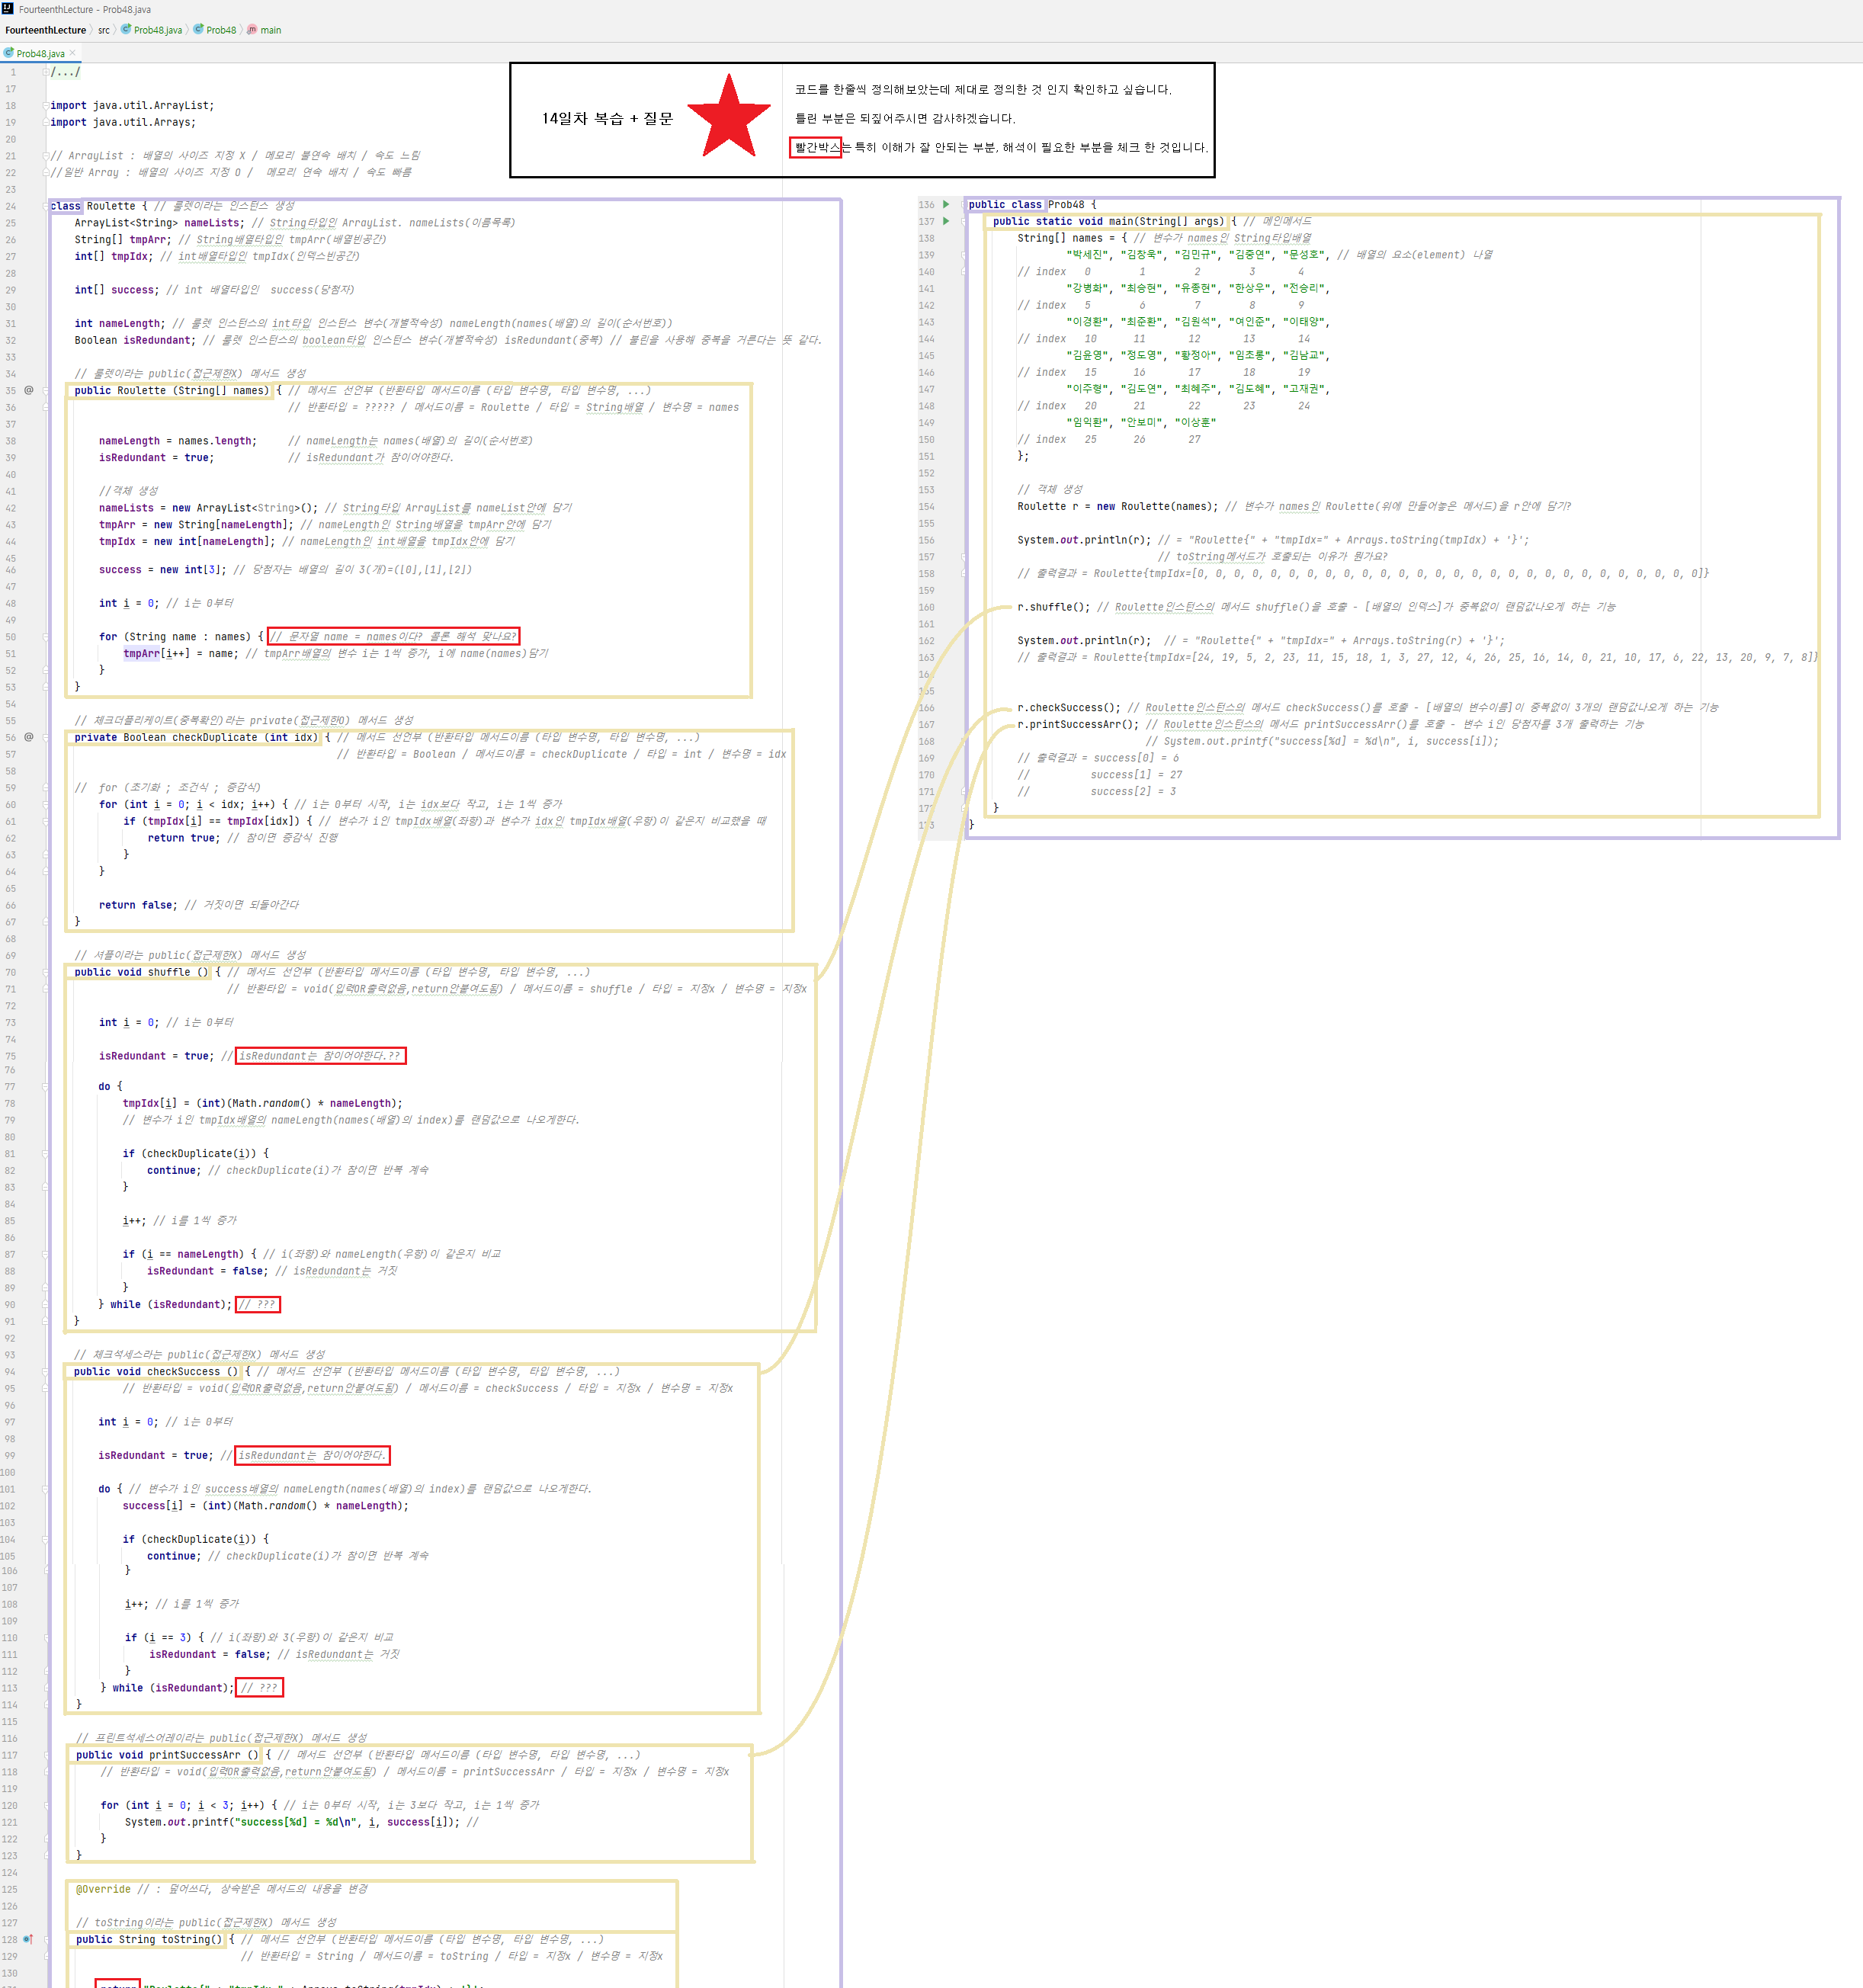 FourteenthLecture - Prob48.java
FourteenthLecture 〉 src 〉 Prob48.java 〉 Prob48 〉 main
Prob48.java ×
14일차 복습 + 질문
코드를 한줄씩 정의해보았는데 제대로 정의한 것 인지 확인하고 싶습니다.
틀린 부분은 되짚어주시면 감사하겠습니다.
빨간박스는 특히 이해가 잘 안되는 부분, 해석이 필요한 부분을 체크 한 것입니다.
1 /.../
17
18 import java.util.ArrayList;
19 import java.util.Arrays;
20
21 // ArrayList : 배열의 사이즈 지정 X / 메모리 불연속 배치 / 속도 느림
22 //일반 Array : 배열의 사이즈 지정 O /  메모리 연속 배치 / 속도 빠름
23
24 class Roulette { // 룰렛이라는 인스턴스 생성
25 ArrayList<String> nameLists; // String타입인 ArrayList. nameLists(이름목록)
26 String[] tmpArr; // String배열타입인 tmpArr(배열빈공간)
27 int[] tmpIdx; // int배열타입인 tmpIdx(인덱스빈공간)
28
29 int[] success; // int 배열타입인  success(당첨자)
30
31 int nameLength; // 룰렛 인스턴스의 int타입 인스턴스 변수(개별적속성) nameLength(names(배열)의 길이(순서번호))
32 Boolean isRedundant; // 룰렛 인스턴스의 boolean타입 인스턴스 변수(개별적속성) isRedundant(중복) // 불린을 사용해 중복을 거른다는 뜻 같다.
33
34 // 룰렛이라는 public(접근제한X) 메서드 생성
35 public Roulette (String[] names) { // 메서드 선언부 (반환타입 메서드이름 (타입 변수명, 타입 변수명, ...)
36 // 반환타입 = ????? / 메서드이름 = Roulette / 타입 = String배열 / 변수명 = names
37
38 nameLength = names.length; // nameLength는 names(배열)의 길이(순서번호)
39 isRedundant = true; // isRedundant가 참이어야한다.
40
41 //객체 생성
42 nameLists = new ArrayList<String>(); // String타입 ArrayList를 nameList안에 담기
43 tmpArr = new String[nameLength]; // nameLength인 String배열을 tmpArr안에 담기
44 tmpIdx = new int[nameLength]; // nameLength인 int배열을 tmpIdx안에 담기
45
46 success = new int[3]; // 당첨자는 배열의 길이 3(개)=([0],[1],[2])
47
48 int i = 0; // i는 0부터
49
50 for (String name : names) { // 문자열 name = names이다? 콜론 해석 맞나요?
51 tmpArr[i++] = name; // tmpArr배열의 변수 i는 1씩 증가, i에 name(names)담기
52 }
53 }
54
55 // 체크더플리케이트(중복확인)라는 private(접근제한O) 메서드 생성
56 private Boolean checkDuplicate (int idx) { // 메서드 선언부 (반환타입 메서드이름 (타입 변수명, 타입 변수명, ...)
57 // 반환타입 = Boolean / 메서드이름 = checkDuplicate / 타입 = int / 변수명 = idx
58
59 //  for (초기화 ; 조건식 ; 증감식)
60 for (int i = 0; i < idx; i++) { // i는 0부터 시작, i는 idx보다 작고, i는 1씩 증가
61 if (tmpIdx[i] == tmpIdx[idx]) { // 변수가 i인 tmpIdx배열(좌항)과 변수가 idx인 tmpIdx배열(우항)이 같은지 비교했을 때
62 return true; // 참이면 증감식 진행
63 }
64 }
65
66 return false; // 거짓이면 되돌아간다
67 }
68
69 // 셔플이라는 public(접근제한X) 메서드 생성
70 public void shuffle () { // 메서드 선언부 (반환타입 메서드이름 (타입 변수명, 타입 변수명, ...)
71 // 반환타입 = void(입력OR출력없음,return안붙여도됨) / 메서드이름 = shuffle / 타입 = 지정x / 변수명 = 지정x
72
73 int i = 0; // i는 0부터
74
75 isRedundant = true; // isRedundant는 참이어야한다.??
76
77 do {
78 tmpIdx[i] = (int)(Math.random() * nameLength);
79 // 변수가 i인 tmpIdx배열의 nameLength(names(배열)의 index)를 랜덤값으로 나오게한다.
80
81 if (checkDuplicate(i)) {
82 continue; // checkDuplicate(i)가 참이면 반복 계속
83 }
84
85 i++; // i를 1씩 증가
86
87 if (i == nameLength) { // i(좌항)와 nameLength(우항)이 같은지 비교
88 isRedundant = false; // isRedundant는 거짓
89 }
90 } while (isRedundant); // ???
91 }
92
93 // 체크석세스라는 public(접근제한X) 메서드 생성
94 public void checkSuccess () { // 메서드 선언부 (반환타입 메서드이름 (타입 변수명, 타입 변수명, ...)
95 // 반환타입 = void(입력OR출력없음,return안붙여도됨) / 메서드이름 = checkSuccess / 타입 = 지정x / 변수명 = 지정x
96
97 int i = 0; // i는 0부터
98
99 isRedundant = true; // isRedundant는 참이어야한다.
100
101 do { // 변수가 i인 success배열의 nameLength(names(배열)의 index)를 랜덤값으로 나오게한다.
102 success[i] = (int)(Math.random() * nameLength);
103
104 if (checkDuplicate(i)) {
105 continue; // checkDuplicate(i)가 참이면 반복 계속
106 }
107
108 i++; // i를 1씩 증가
109
110 if (i == 3) { // i(좌항)와 3(우항)이 같은지 비교
111 isRedundant = false; // isRedundant는 거짓
112 }
113 } while (isRedundant); // ???
114 }
115
116 // 프린트석세스어레이라는 public(접근제한X) 메서드 생성
117 public void printSuccessArr () { // 메서드 선언부 (반환타입 메서드이름 (타입 변수명, 타입 변수명, ...)
118 // 반환타입 = void(입력OR출력없음,return안붙여도됨) / 메서드이름 = printSuccessArr / 타입 = 지정x / 변수명 = 지정x
119
120 for (int i = 0; i < 3; i++) { // i는 0부터 시작, i는 3보다 작고, i는 1씩 증가
121 System.out.printf("success[%d] = %d\n", i, success[i]); //
122 }
123 }
124
125 @Override // : 덮어쓰다, 상속받은 메서드의 내용을 변경
126
127 // toString이라는 public(접근제한X) 메서드 생성
128 public String toString() { // 메서드 선언부 (반환타입 메서드이름 (타입 변수명, 타입 변수명, ...)
129 // 반환타입 = String / 메서드이름 = toString / 타입 = 지정x / 변수명 = 지정x
130
136 public class Prob48 {
137 public static void main(String[] args) { // 메인메서드
138 String[] names = { // 변수가 names인 String타입배열
139 "박세진", "김창욱", "김민규", "김중연", "문성호", // 배열의 요소(element) 나열
140 // index 0 1 2 3 4
141 "강병화", "최승현", "유종현", "한상우", "전승리",
142 // index 5 6 7 8 9
143 "이경환", "최준환", "김원석", "여인준", "이태양",
144 // index 10 11 12 13 14
145 "김윤영", "정도영", "황정아", "임초롱", "김남교",
146 // index 15 16 17 18 19
147 "이주형", "김도연", "최혜주", "김도혜", "고재권",
148 // index 20 21 22 23 24
149 "임익환", "안보미", "이상훈"
150 // index 25 26 27
151 };
152
153 // 객체 생성
154 Roulette r = new Roulette(names); // 변수가 names인 Roulette(위에 만들어놓은 메서드)을 r안에 담기?
155
156 System.out.println(r); // = "Roulette{" + "tmpIdx=" + Arrays.toString(tmpIdx) + '}';
157 // toString메서드가 호출되는 이유가 뭔가요?
158 // 출력결과 = Roulette{tmpIdx=[0, 0, 0, 0, 0, 0, 0, 0, 0, 0, 0, 0, 0, 0, 0, 0, 0, 0, 0, 0, 0, 0, 0, 0, 0, 0, 0, 0]}
159
160 r.shuffle(); // Roulette인스턴스의 메서드 shuffle()을 호출 - [배열의 인덱스]가 중복없이 랜덤값나오게 하는 기능
161
162 System.out.println(r);  // = "Roulette{" + "tmpIdx=" + Arrays.toString(r) + '}';
163 // 출력결과 = Roulette{tmpIdx=[24, 19, 5, 2, 23, 11, 15, 18, 1, 3, 27, 12, 4, 26, 25, 16, 14, 0, 21, 10, 17, 6, 22, 13, 20, 9, 7, 8]}
165
166 r.checkSuccess(); // Roulette인스턴스의 메서드 checkSuccess()를 호출 - [배열의 변수이름]이 중복없이 3개의 랜덤값나오게 하는 기능
167 r.printSuccessArr(); // Roulette인스턴스의 메서드 printSuccessArr()를 호출 - 변수 i인 당첨자를 3개 출력하는 기능
168 // System.out.printf("success[%d] = %d\n", i, success[i]);
169 // 출력결과 = success[0] = 6
170 // success[1] = 27
171 // success[2] = 3
172 }
173 }